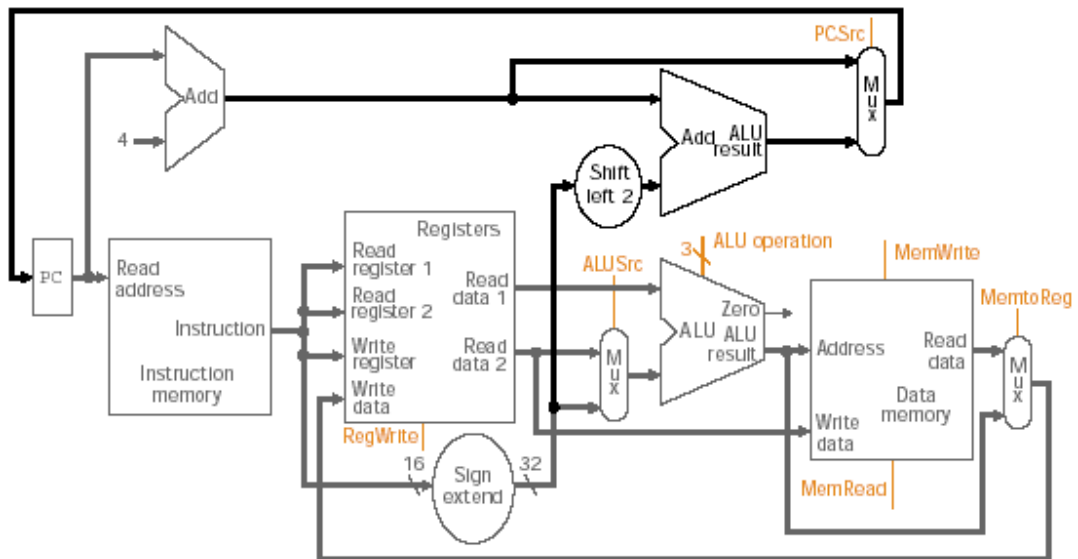 PCSrc
Add
4
Mux
Add
ALU
result
Shift
left 2
PC
Read
address
Instruction
Instruction
memory
Registers
Read
register 1
Read
register 2
Write
register
Write
data
Read
data 1
Read
data 2
RegWrite
16
Sign
extend
32
ALUSrc
Mux
3
ALU operation
Zero
ALU
ALU
result
MemWrite
Address
Read
data
Data
memory
Write
data
MemRead
MemtoReg
Mux